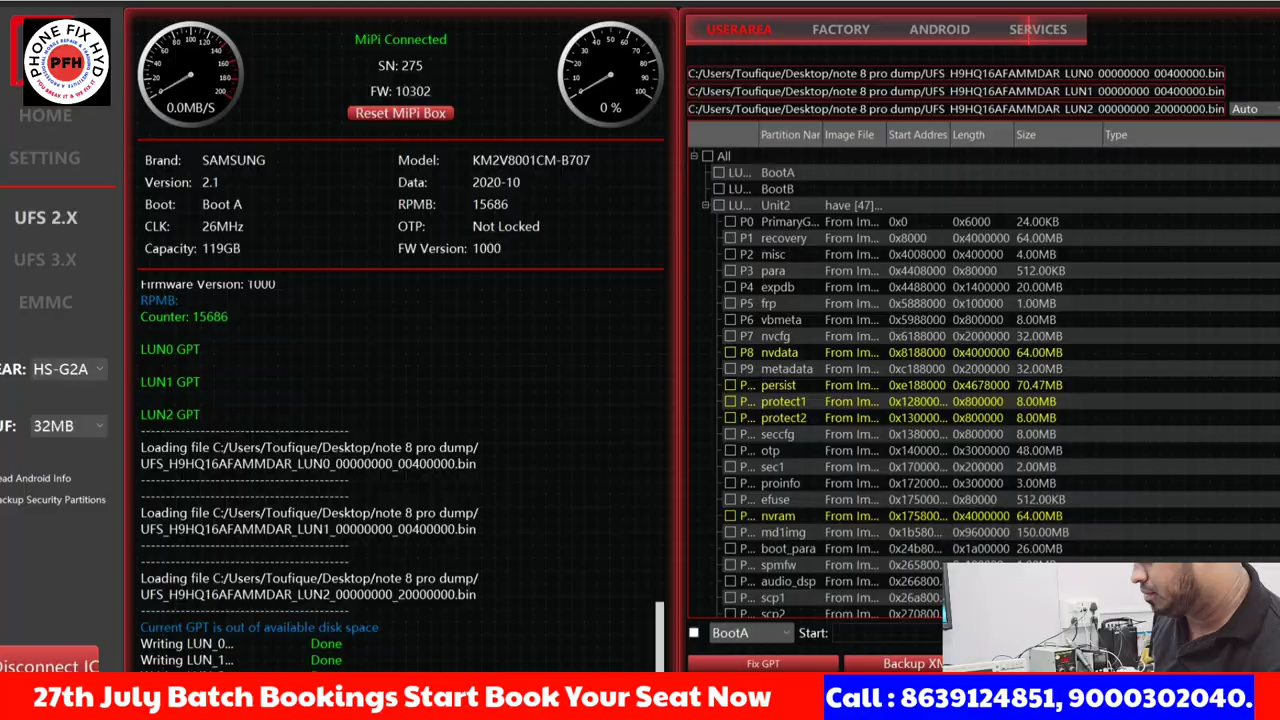 PHONE FIX HYD
MOBILE REPAIR & TRAINING INSTITUTE
PFH
YOU BREAK IT & WE FIX IT
HOME
SETTING
UFS 2.X
UFS 3.X
EMMC
EAR: HS-G2A
UF: 32MB
ead Android Info
ackup Security Partitions
Disconnect IC
0.0MB/S
MiPi Connected
SN: 275
FW: 10302
Reset MiPi Box
0 %
Brand: SAMSUNG Model: KM2V8001CM-B707
Version: 2.1 Data: 2020-10
Boot: Boot A RPMB: 15686
CLK: 26MHz OTP: Not Locked
Capacity: 119GB FW Version: 1000
Firmware Version: 1000
RPMB:
Counter: 15686
LUN0 GPT
LUN1 GPT
LUN2 GPT
Loading file C:/Users/Toufique/Desktop/note 8 pro dump/
UFS_H9HQ16AFAMMDAR_LUN0_00000000_00400000.bin
Loading file C:/Users/Toufique/Desktop/note 8 pro dump/
UFS_H9HQ16AFAMMDAR_LUN1_00000000_00400000.bin
Loading file C:/Users/Toufique/Desktop/note 8 pro dump/
UFS_H9HQ16AFAMMDAR_LUN2_00000000_20000000.bin
Current GPT is out of available disk space
Writing LUN_0... Done
Writing LUN_1... Done
USERAREA FACTORY ANDROID SERVICES
C:/Users/Toufique/Desktop/note 8 pro dump/UFS_H9HQ16AFAMMDAR_LUN0_00000000_00400000.bin
C:/Users/Toufique/Desktop/note 8 pro dump/UFS_H9HQ16AFAMMDAR_LUN1_00000000_00400000.bin
C:/Users/Toufique/Desktop/note 8 pro dump/UFS_H9HQ16AFAMMDAR_LUN2_00000000_20000000.bin Auto
Partition Nar Image File Start Addres Length Size Type
All
LU... BootA
LU... BootB
LU... Unit2 have [47]...
P0 PrimaryG... From Im... 0x0 0x6000 24.00KB
P1 recovery From Im... 0x8000 0x4000000 64.00MB
P2 misc From Im... 0x4008000 0x400000 4.00MB
P3 para From Im... 0x4408000 0x80000 512.00KB
P4 expdb From Im... 0x4488000 0x1400000 20.00MB
P5 frp From Im... 0x5888000 0x100000 1.00MB
P6 vbmeta From Im... 0x5988000 0x800000 8.00MB
P7 nvcfg From Im... 0x6188000 0x2000000 32.00MB
P8 nvdata From Im... 0x8188000 0x4000000 64.00MB
P9 metadata From Im... 0xc188000 0x2000000 32.00MB
P... persist From Im... 0xe188000 0x4678000 70.47MB
P... protect1 From Im... 0x128000... 0x800000 8.00MB
P... protect2 From Im... 0x130000... 0x800000 8.00MB
P... seccfg From Im... 0x138000... 0x800000 8.00MB
P... otp From Im... 0x140000... 0x3000000 48.00MB
P... sec1 From Im... 0x170000... 0x200000 2.00MB
P... proinfo From Im... 0x172000... 0x300000 3.00MB
P... efuse From Im... 0x175000... 0x80000 512.00KB
P... nvram From Im... 0x175800... 0x4000000 64.00MB
P... md1img From Im... 0x1b580... 0x9600000 150.00MB
P... boot_para From Im... 0x24b80... 0x1a00000 26.00MB
P... spmfw From Im... 0x265800...
P... audio_dsp From Im... 0x266800...
P... scp1 From Im... 0x26a800...
P... scp2 From Im... 0x270800...
BootA Start:
Fix GPT Backup XM
27th July Batch Bookings Start Book Your Seat Now
Call : 8639124851, 9000302040.